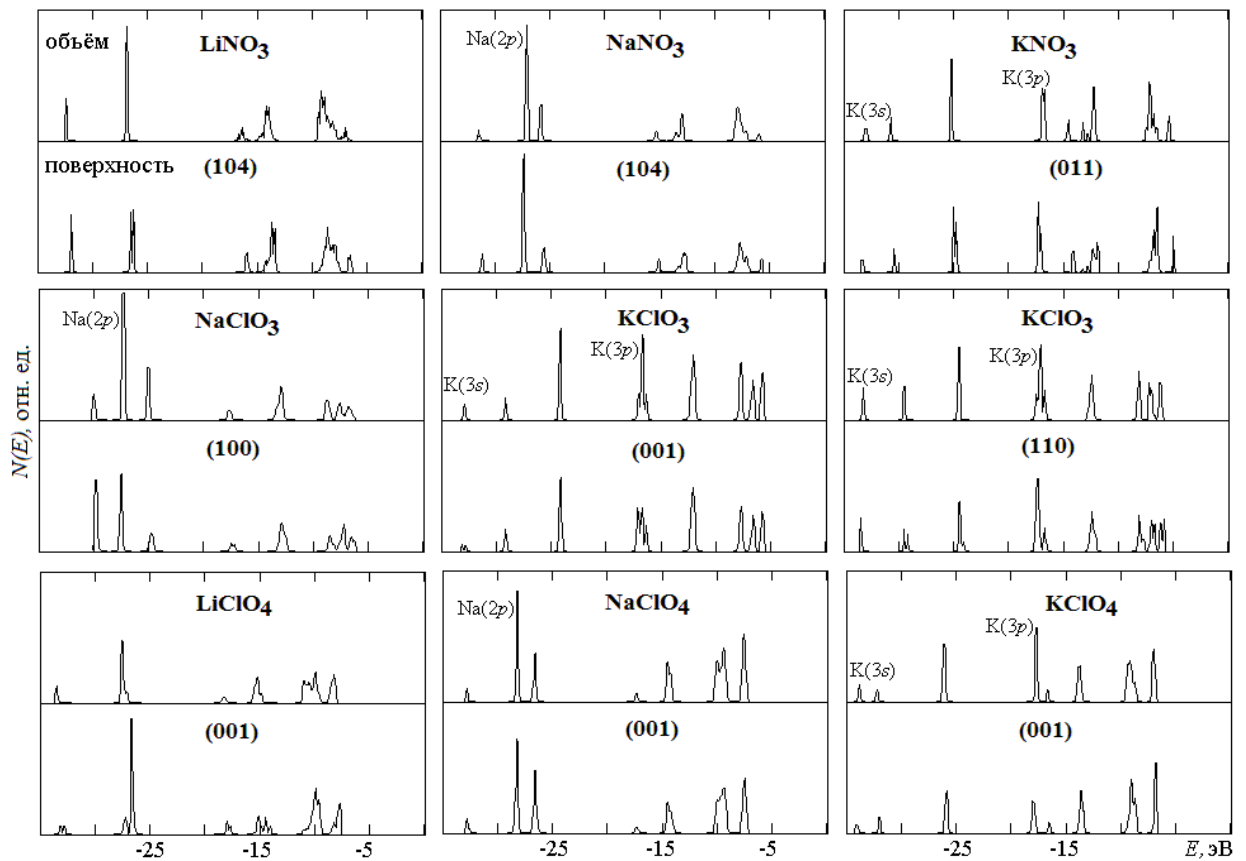 объём
LiNO3
Na(2p)
NaNO3
KNO3
K(3s)
K(3p)
поверхность
(104)
(104)
(011)
N(E), отн. ед.
Na(2p)
NaClO3
K(3s)
KClO3
K(3p)
K(3s)
KClO3
K(3p)
(100)
(001)
(110)
LiClO4
Na(2p)
NaClO4
K(3s)
K(3p)
KClO4
(001)
(001)
(001)
-25 -15 -5 -25 -15 -5 -25 -15 E, эВ